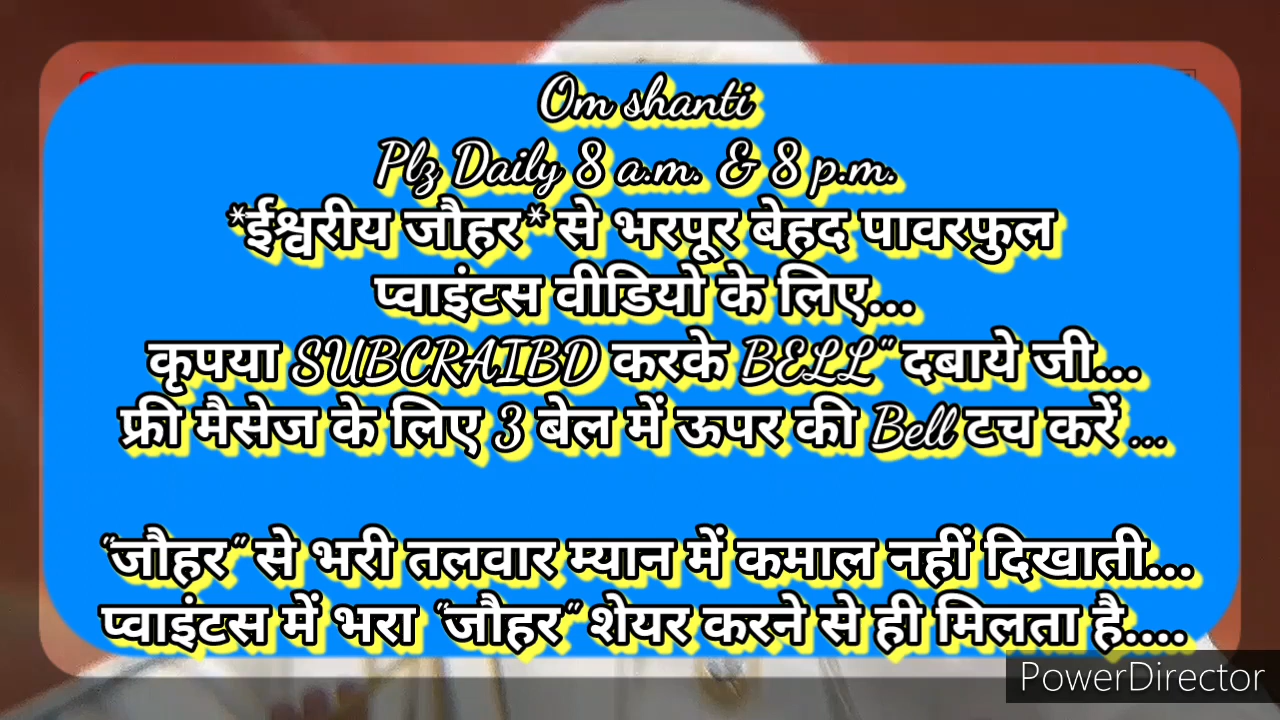 Om shanti
Plz Daily 8 a.m. & 8 p.m.
*ईश्वरीय जौहर* से भरपूर बेहद पावरफुल
प्वाइंटस वीडियो के लिए...
कृपया SUBCRAIBD करके BELL" दबाये जी...
फ्री मैसेज के लिए 3 बेल में ऊपर की Bell टच करें ...
"जौहर" से भरी तलवार म्यान में कमाल नहीं दिखाती...
प्वाइंटस में भरा "जौहर" शेयर करने से ही मिलता है....
PowerDirector